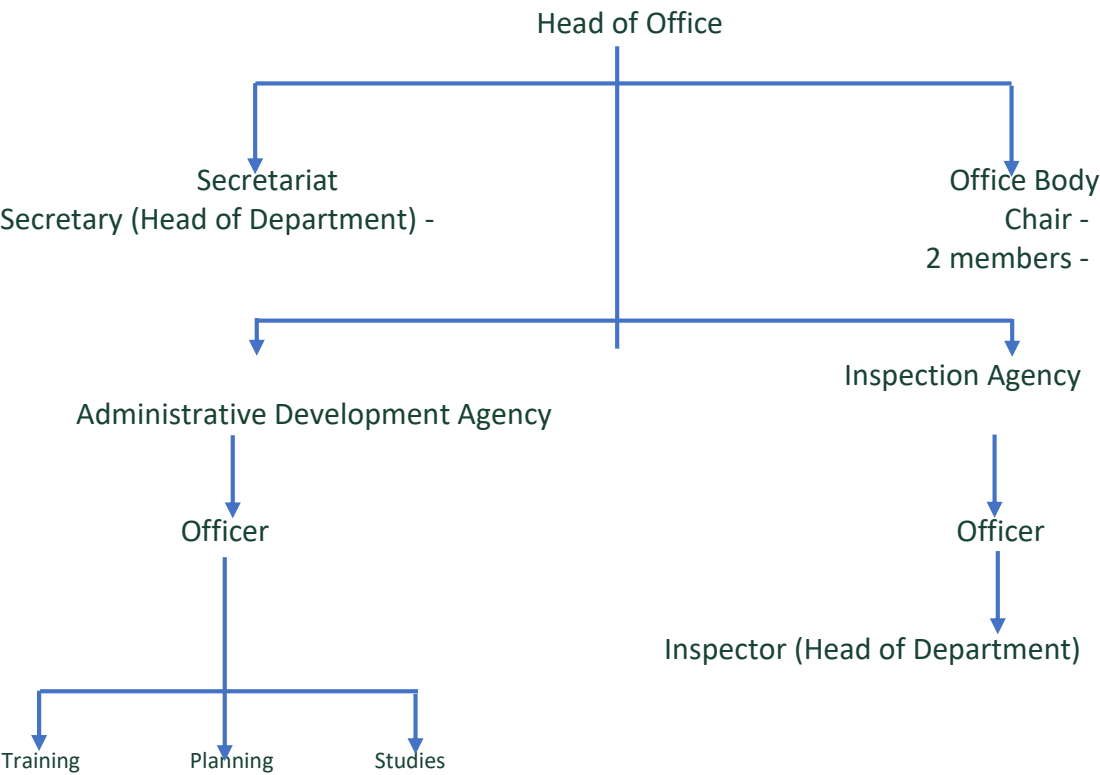 Head of Office
Secretariat
Secretary (Head of Department) -
Office Body
Chair -
2 members -
Administrative Development Agency
Inspection Agency
Officer
Officer
Inspector (Head of Department)
Training
Planning
Studies